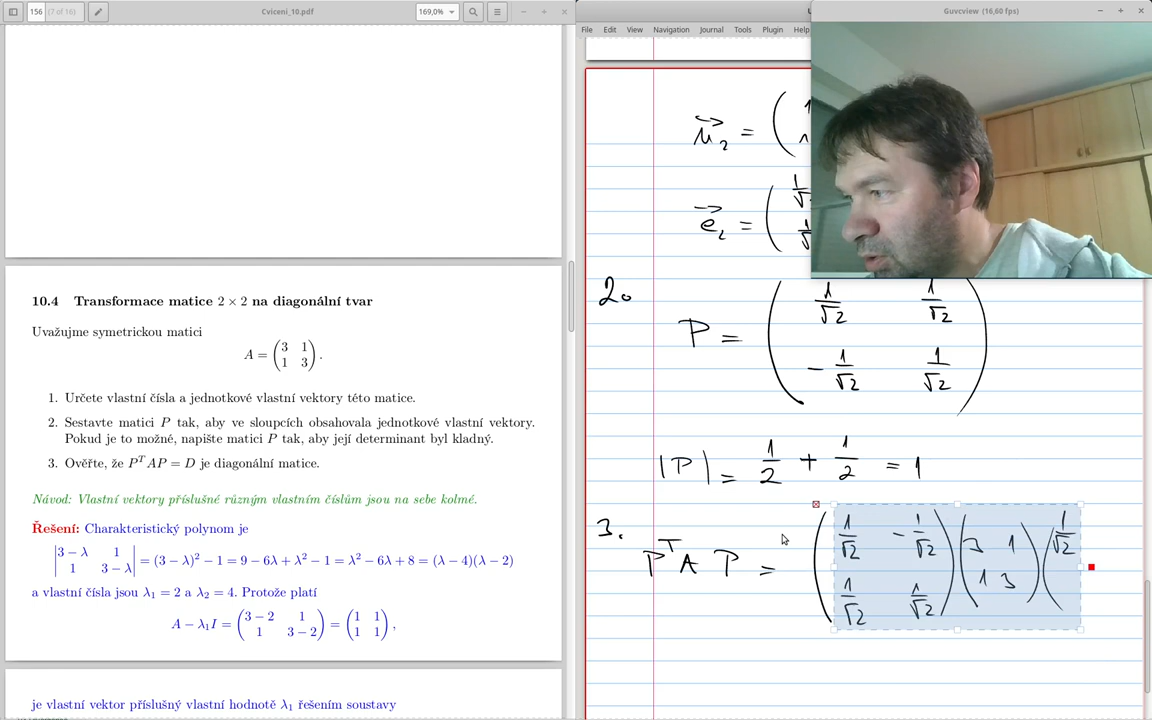 156 (7 of 16)
Cviceni_10.pdf
169,0%
10.4 Transformace matice 2 × 2 na diagonální tvar
Uvažujme symetrickou matici
A = (3 1
1 3).
1. Určete vlastní čísla a jednotkové vlastní vektory této matice.
2. Sestavte matici P tak, aby ve sloupcích obsahovala jednotkové vlastní vektory.
Pokud je to možné, napište matici P tak, aby její determinant byl kladný.
3. Ověřte, že P^T AP = D je diagonální matice.
Návod: Vlastní vektory příslušné různým vlastním číslům jsou na sebe kolmé.
Řešení: Charakteristický polynom je
|3 − λ 1
1 3 − λ| = (3 − λ)² − 1 = 9 − 6λ + λ² − 1 = λ² − 6λ + 8 = (λ − 4)(λ − 2)
a vlastní čísla jsou λ₁ = 2 a λ₂ = 4. Protože platí
A − λ₁I = (3 − 2 1
1 3 − 2) = (1 1
1 1),
je vlastní vektor příslušný vlastní hodnotě λ₁ řešením soustavy
File Edit View Navigation Journal Tools Plugin Help
Guvcview (16,60 fps)
u₂ = (
e₂ = (
2.
P = (1/√2 1/√2
−1/√2 1/√2)
|P| = 1/2 + 1/2 = 1
3.
P^T A P = (1/√2 −1/√2
1/√2 1/√2) (3 1
1 3) (1/√2